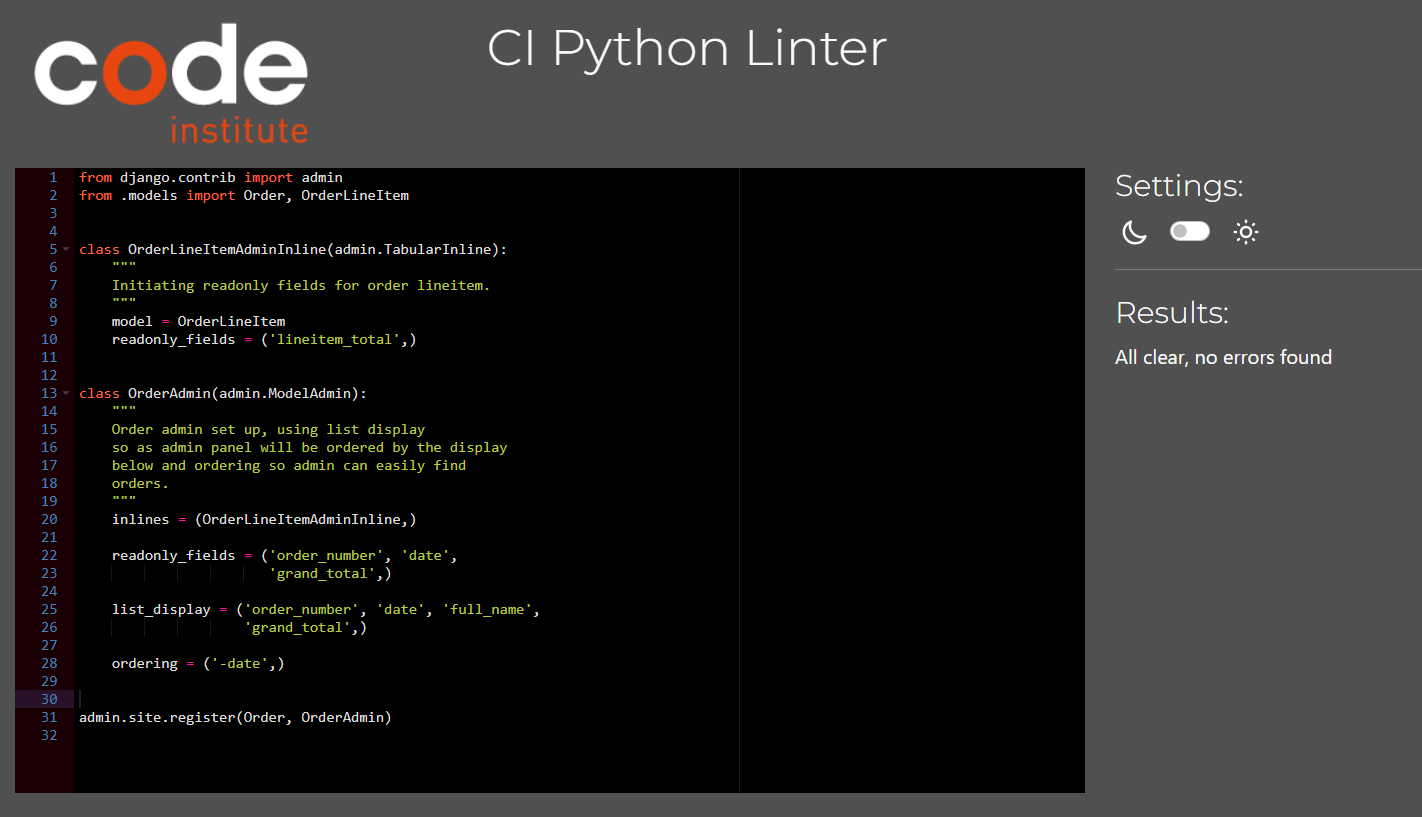 code
institute
CI Python Linter
1 from django.contrib import admin
2 from .models import Order, OrderLineItem
3
4
5 class OrderLineItemAdminInline(admin.TabularInline):
6     """
7     Initiating readonly fields for order lineitem.
8     """
9     model = OrderLineItem
10     readonly_fields = ('lineitem_total',)
11
12
13 class OrderAdmin(admin.ModelAdmin):
14     """
15     Order admin set up, using list display
16     so as admin panel will be ordered by the display
17     below and ordering so admin can easily find
18     orders.
19     """
20     inlines = (OrderLineItemAdminInline,)
21
22     readonly_fields = ('order_number', 'date',
23                        'grand_total',)
24
25     list_display = ('order_number', 'date', 'full_name',
26                     'grand_total',)
27
28     ordering = ('-date',)
29
30
31 admin.site.register(Order, OrderAdmin)
32
Settings:
Results:
All clear, no errors found